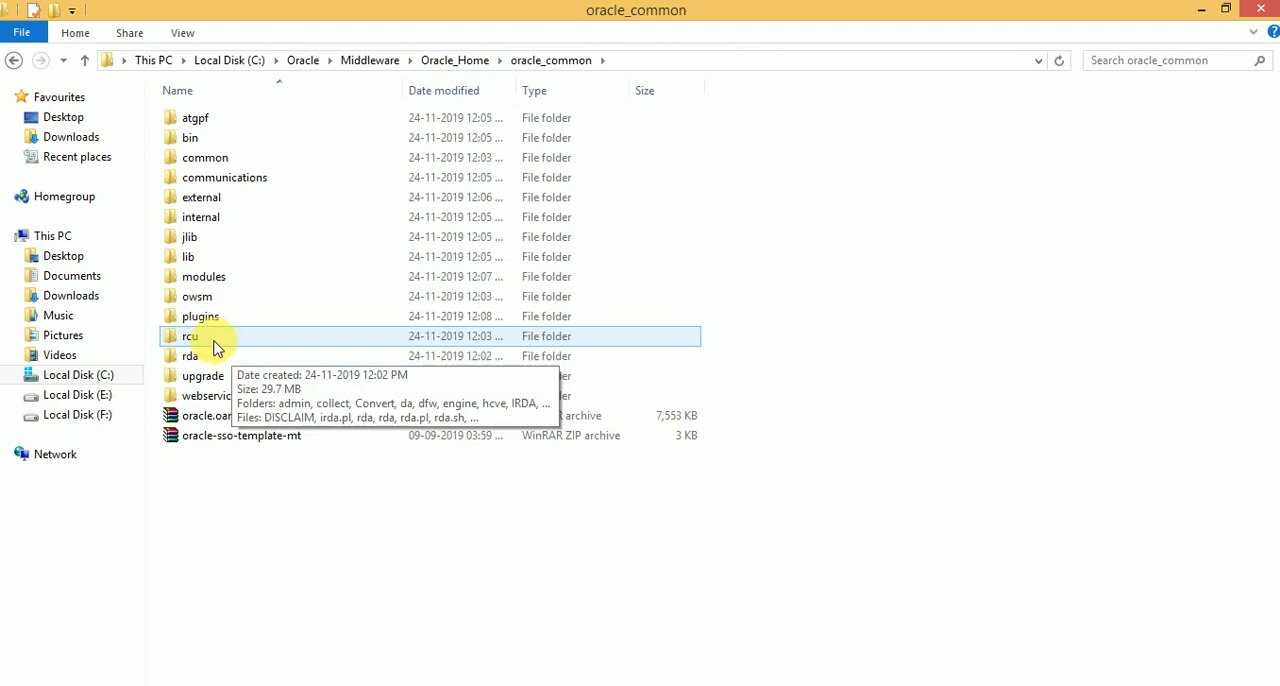 oracle_common
File Home Share View
This PC Local Disk (C:) Oracle Middleware Oracle_Home oracle_common
Search oracle_common
Favourites
Desktop
Downloads
Recent places
Homegroup
This PC
Desktop
Documents
Downloads
Music
Pictures
Videos
Local Disk (C:)
Local Disk (E:)
Local Disk (F:)
Network
Name Date modified Type Size
atgpf 24-11-2019 12:05 ... File folder
bin 24-11-2019 12:05 ... File folder
common 24-11-2019 12:03 ... File folder
communications 24-11-2019 12:05 ... File folder
external 24-11-2019 12:06 ... File folder
internal 24-11-2019 12:05 ... File folder
jlib 24-11-2019 12:05 ... File folder
lib 24-11-2019 12:05 ... File folder
modules 24-11-2019 12:07 ... File folder
owsm 24-11-2019 12:03 ... File folder
plugins 24-11-2019 12:08 ... File folder
rcu 24-11-2019 12:03 ... File folder
rda 24-11-2019 12:02 ... File folder
upgrade
oracle-sso-template-mt 09-09-2019 03:59 ... WinRAR ZIP archive 3 KB
7,553 KB
Date created: 24-11-2019 12:02 PM
Size: 29.7 MB
Folders: admin, collect, Convert, da, dfw, engine, hcve, IRDA, ...
Files: DISCLAIM, irda.pl, rda, rda, rda.pl, rda.sh, ...